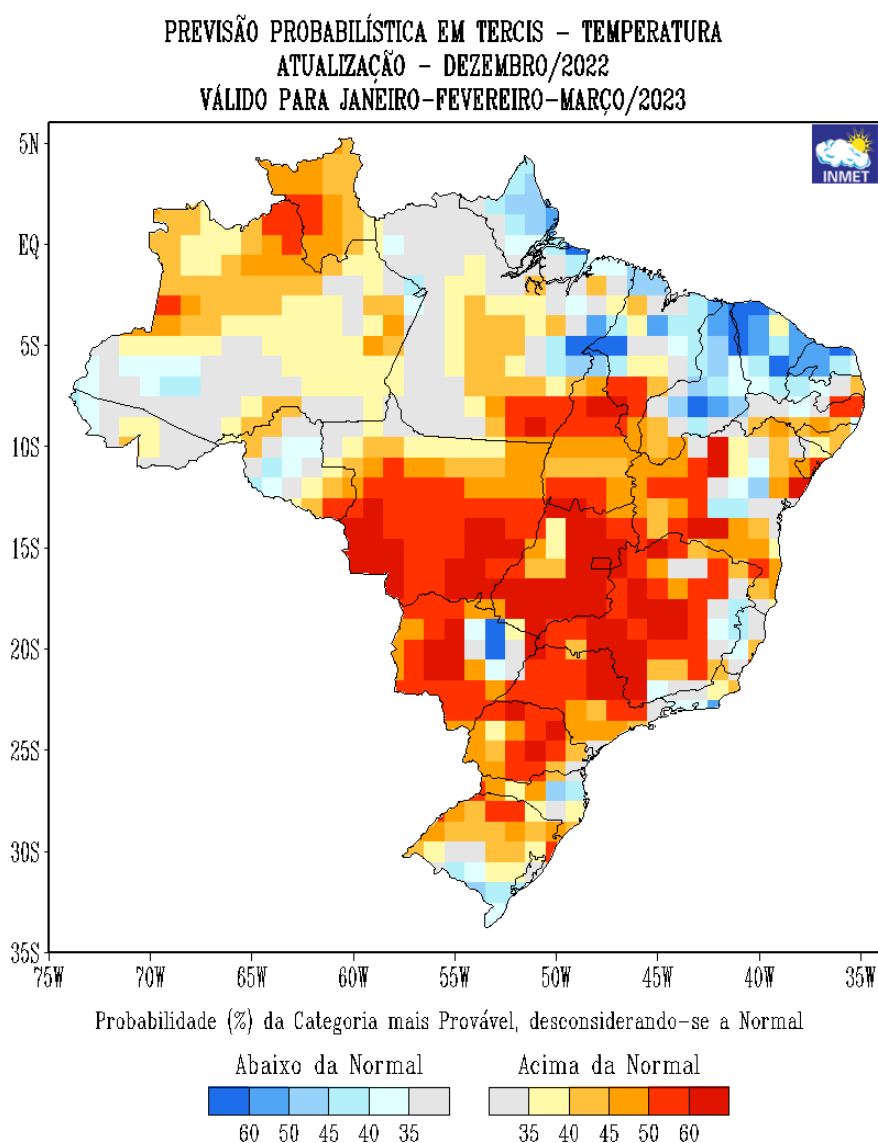 PREVISÃO PROBABILÍSTICA EM TERCIS - TEMPERATURA
ATUALIZAÇÃO - DEZEMBRO/2022
VÁLIDO PARA JANEIRO-FEVEREIRO-MARÇO/2023
INMET
5N
EQ
5S
10S
15S
20S
25S
30S
35S
75W 70W 65W 60W 55W 50W 45W 40W 35W
Probabilidade (%) da Categoria mais Provável, desconsiderando-se a Normal
Abaixo da Normal Acima da Normal
60 50 45 40 35 35 40 45 50 60